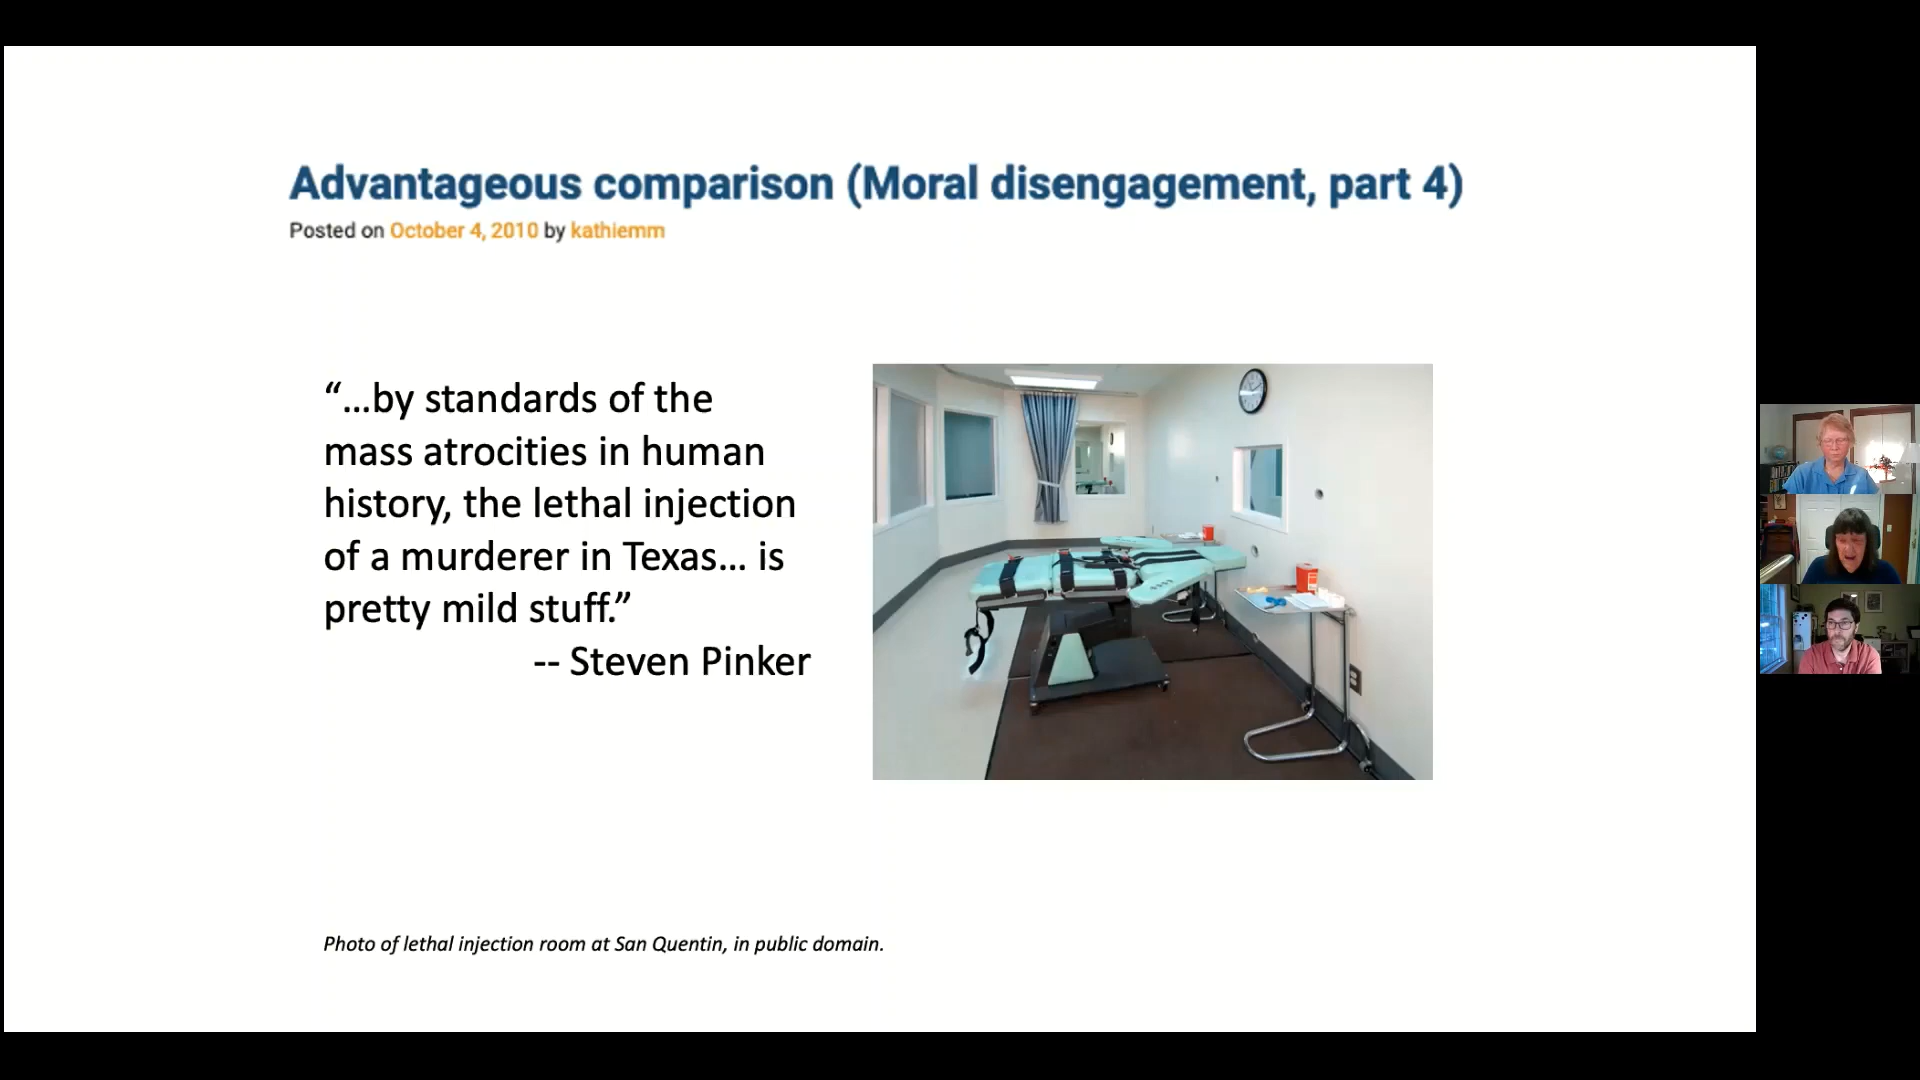 Advantageous comparison (Moral disengagement, part 4)
Posted on October 4, 2010 by kathiemm
“…by standards of the
mass atrocities in human
history, the lethal injection
of a murderer in Texas… is
pretty mild stuff.”
-- Steven Pinker
Photo of lethal injection room at San Quentin, in public domain.